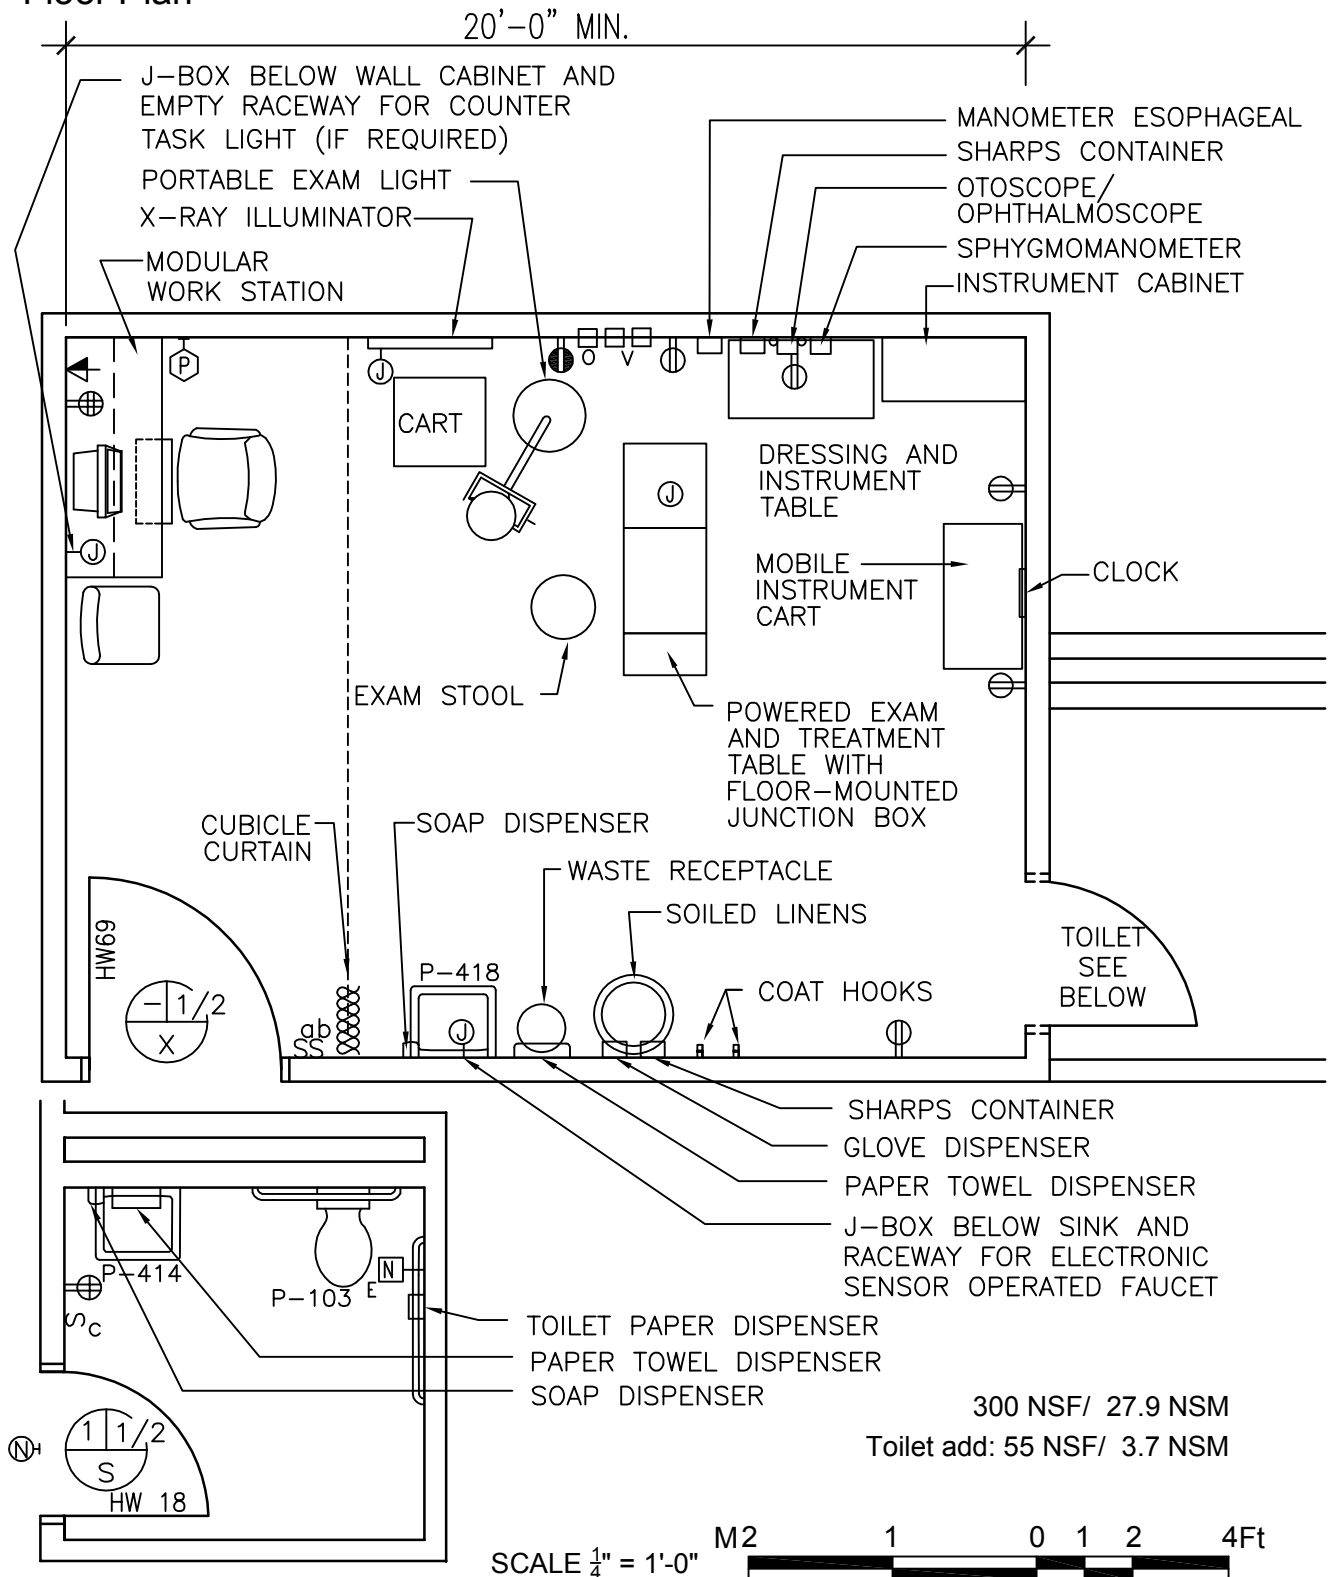 Floor Plan
20'-0" MIN.
J-BOX BELOW WALL CABINET AND
EMPTY RACEWAY FOR COUNTER
TASK LIGHT (IF REQUIRED)
PORTABLE EXAM LIGHT
X-RAY ILLUMINATOR
MODULAR
WORK STATION
MANOMETER ESOPHAGEAL
SHARPS CONTAINER
OTOSCOPE/
OPHTHALMOSCOPE
SPHYGMOMANOMETER
INSTRUMENT CABINET
P
J
O
V
CART
J
DRESSING AND
INSTRUMENT
TABLE
J
MOBILE
INSTRUMENT
CART
CLOCK
EXAM STOOL
POWERED EXAM
AND TREATMENT
TABLE WITH
FLOOR-MOUNTED
JUNCTION BOX
CUBICLE
CURTAIN
SOAP DISPENSER
WASTE RECEPTACLE
SOILED LINENS
HW69
- 1/2
X
ab
SS
P-418
J
COAT HOOKS
TOILET
SEE
BELOW
SHARPS CONTAINER
GLOVE DISPENSER
PAPER TOWEL DISPENSER
J-BOX BELOW SINK AND
RACEWAY FOR ELECTRONIC
SENSOR OPERATED FAUCET
P-414
P-103
E
N
S
c
TOILET PAPER DISPENSER
PAPER TOWEL DISPENSER
SOAP DISPENSER
N
1 1/2
S
HW 18
300 NSF/ 27.9 NSM
Toilet add: 55 NSF/ 3.7 NSM
SCALE 1/4" = 1'-0"
M2 1 0 1 2 4Ft